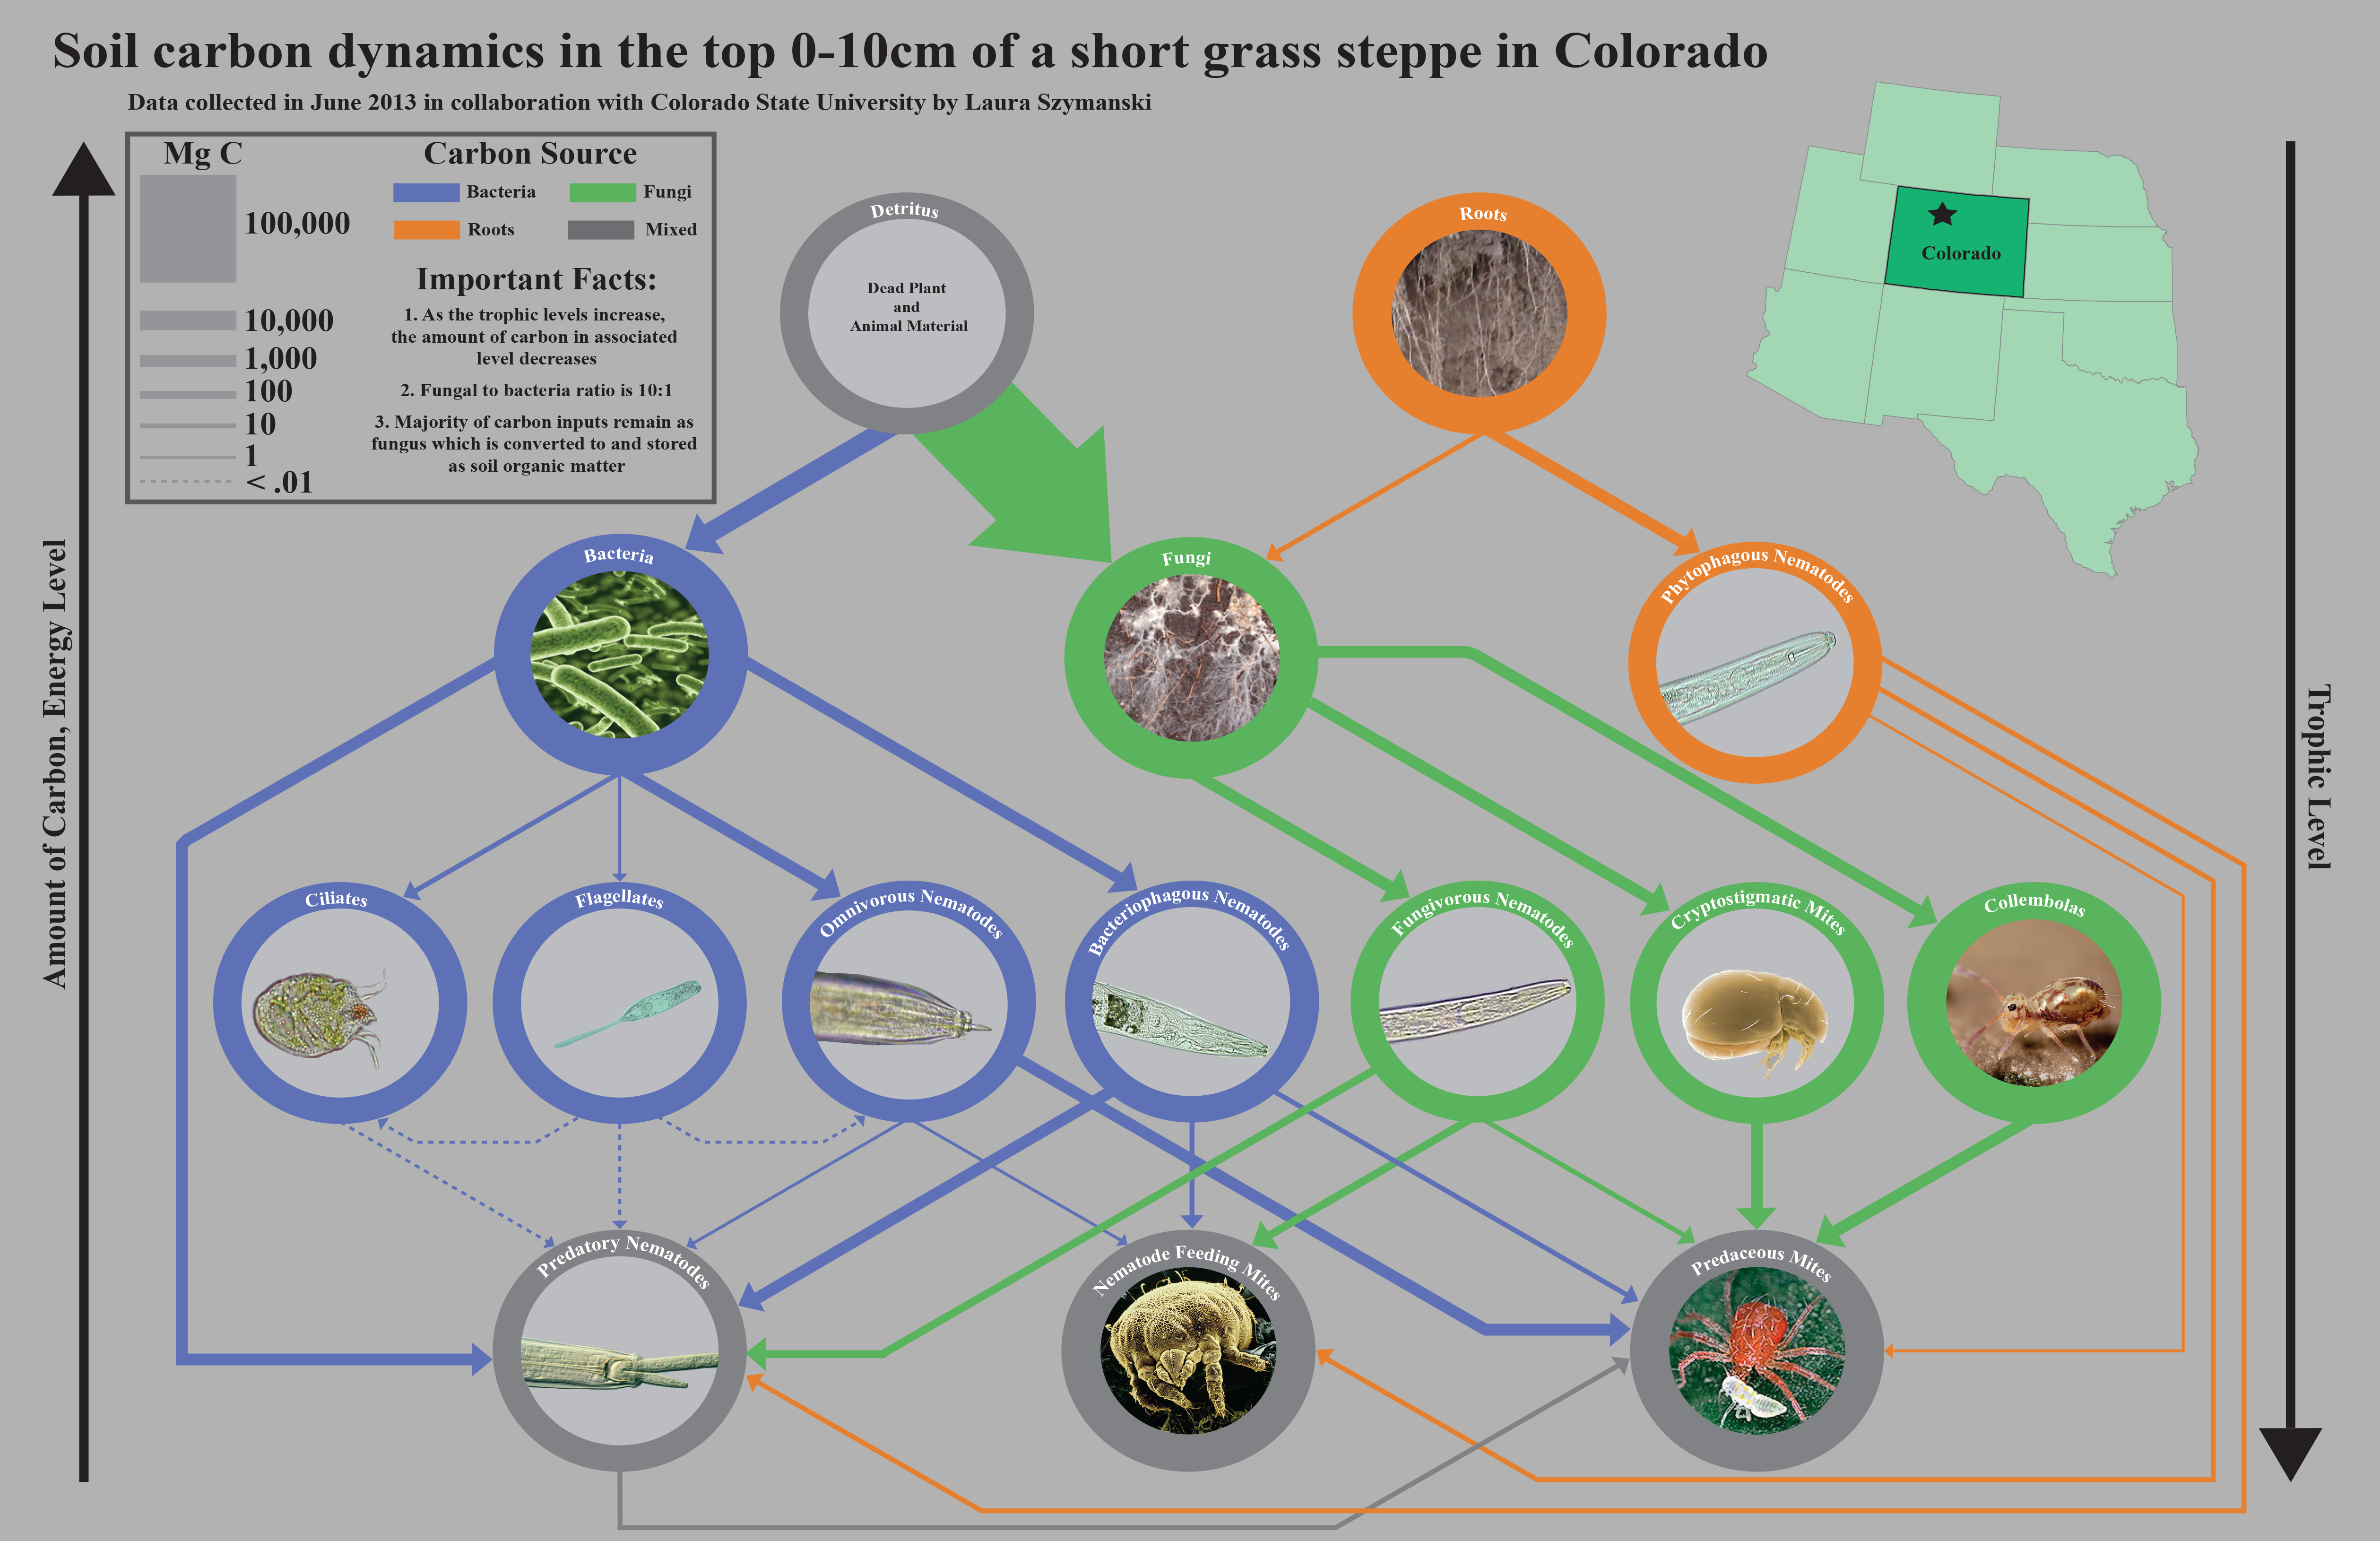 Soil carbon dynamics in the top 0-10cm of a short grass steppe in Colorado
Data collected in June 2013 in collaboration with Colorado State University by Laura Szymanski
Mg C
100,000
10,000
1,000
100
10
1
< .01
Carbon Source
Bacteria
Fungi
Roots
Mixed
Important Facts:
1. As the trophic levels increase,
the amount of carbon in associated
level decreases
2. Fungal to bacteria ratio is 10:1
3. Majority of carbon inputs remain as
fungus which is converted to and stored
as soil organic matter
Detritus
Dead Plant
and
Animal Material
Roots
Colorado
Amount of Carbon, Energy Level
Trophic Level
Bacteria
Fungi
Phytophagous Nematodes
Ciliates
Flagellates
Omnivorous Nematodes
Bacteriophagous Nematodes
Fungivorous Nematodes
Cryptostigmatic Mites
Collembolas
Predatory Nematodes
Nematode Feeding Mites
Predaceous Mites